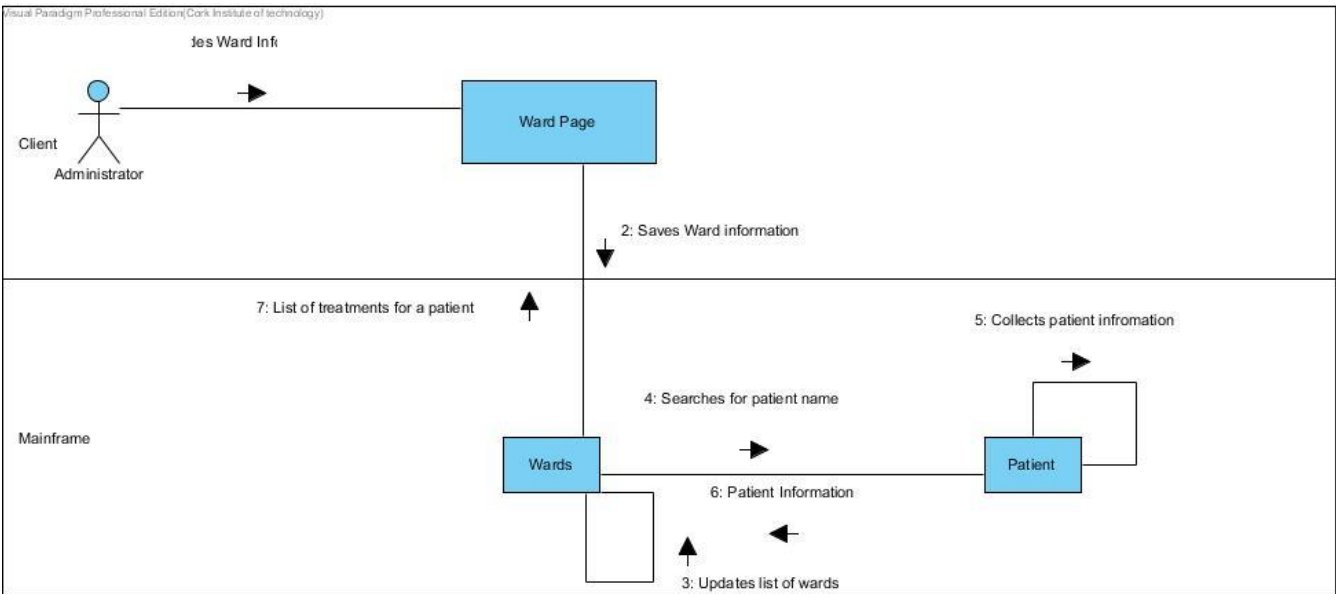 Visual Paradigm Professional Edition(Cork Institute of technology)
des Ward Inf
Client
Administrator
Ward Page
2: Saves Ward information
7: List of treatments for a patient
5: Collects patient infromation
4: Searches for patient name
Mainframe
Wards
Patient
6: Patient Information
3: Updates list of wards